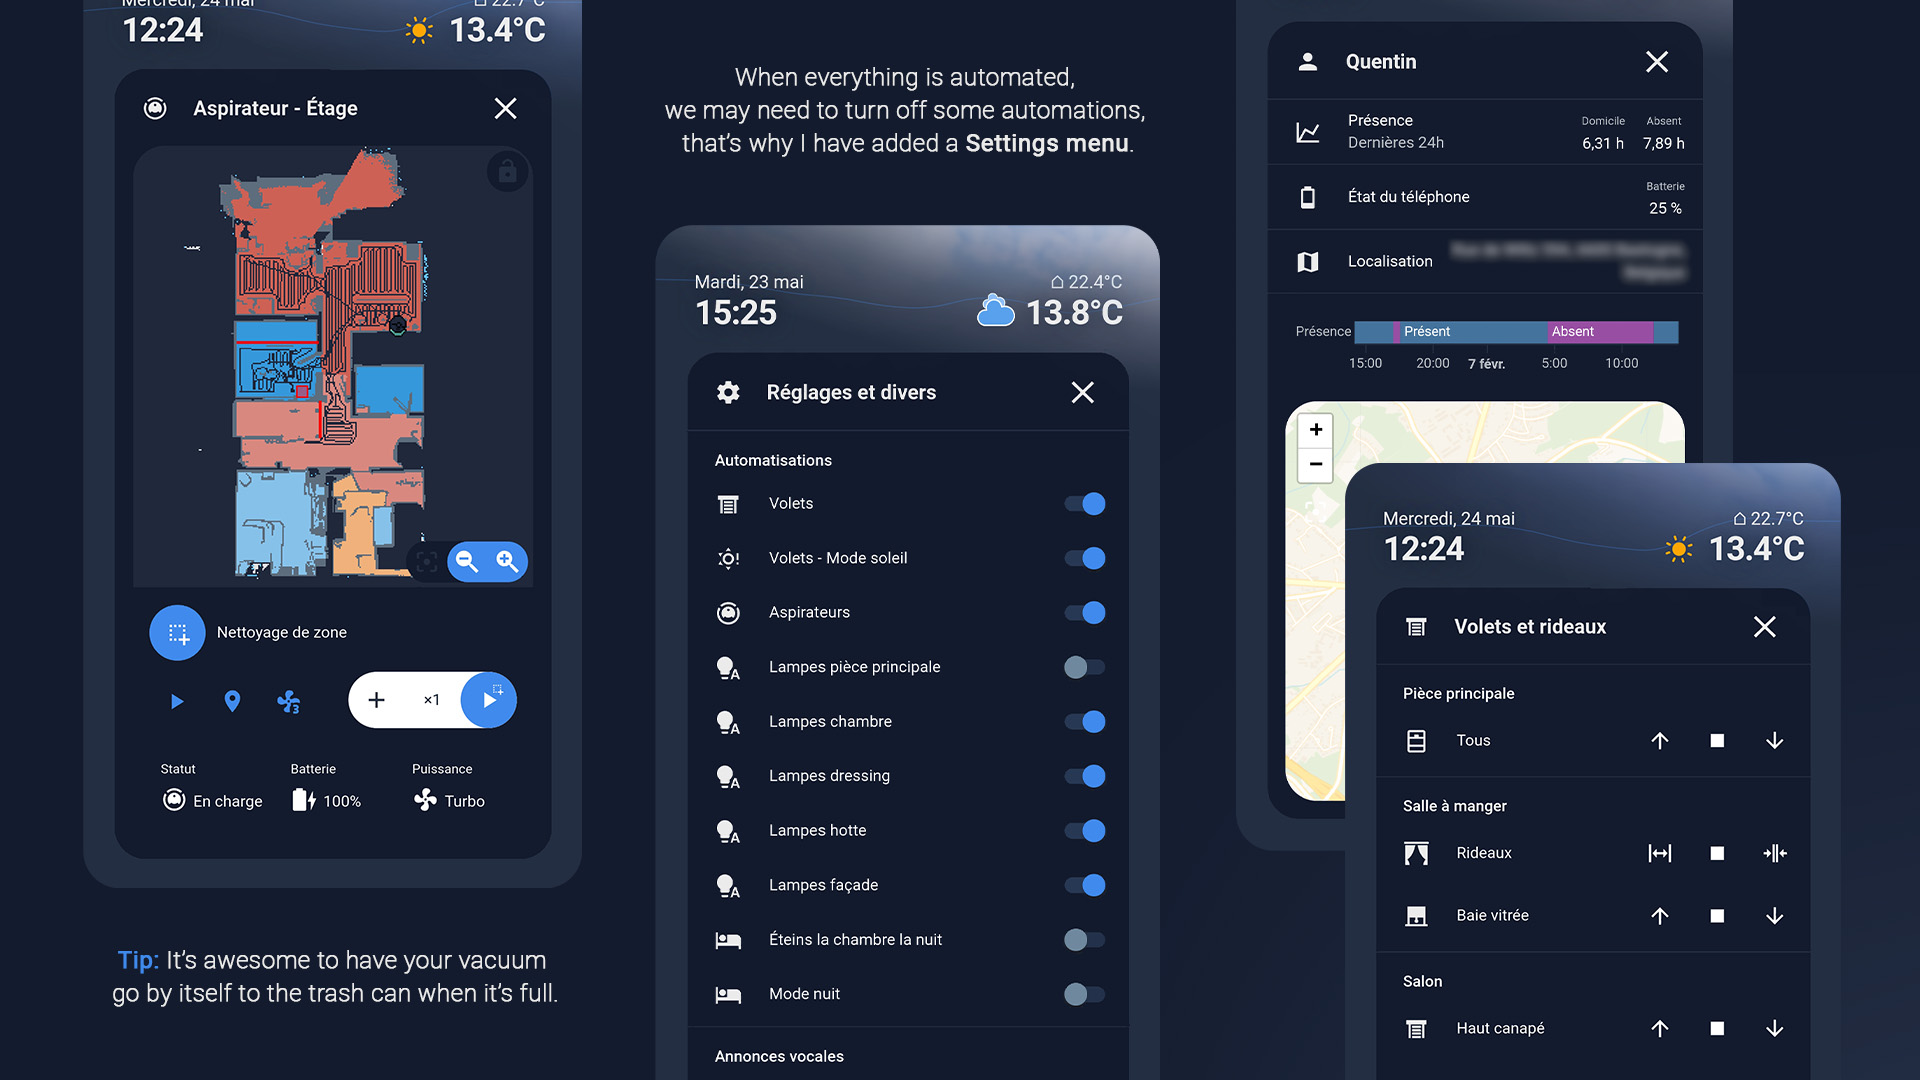 Mercredi, 24 mai
22.7°C
12:24
13.4°C
Aspirateur - Étage
Nettoyage de zone
3
×1
Statut
Batterie
Puissance
En charge
100%
Turbo
Tip: It's awesome to have your vacuum
go by itself to the trash can when it's full.
When everything is automated,
we may need to turn off some automations,
that's why I have added a Settings menu.
Mardi, 23 mai
22.4°C
15:25
13.8°C
Réglages et divers
Automatisations
Volets
Volets - Mode soleil
Aspirateurs
A Lampes pièce principale
A Lampes chambre
A Lampes dressing
A Lampes hotte
A Lampes façade
Éteins la chambre la nuit
Mode nuit
Annonces vocales
Quentin
Présence
Dernières 24h
Domicile
Absent
6,31 h
7,89 h
État du téléphone
Batterie
25 %
Localisation
Présence
Présent
Absent
15:00
20:00
7 févr.
5:00
10:00
+
−
Mercredi, 24 mai
22.7°C
12:24
13.4°C
Volets et rideaux
Pièce principale
Tous
Salle à manger
Rideaux
Baie vitrée
Salon
Haut canapé